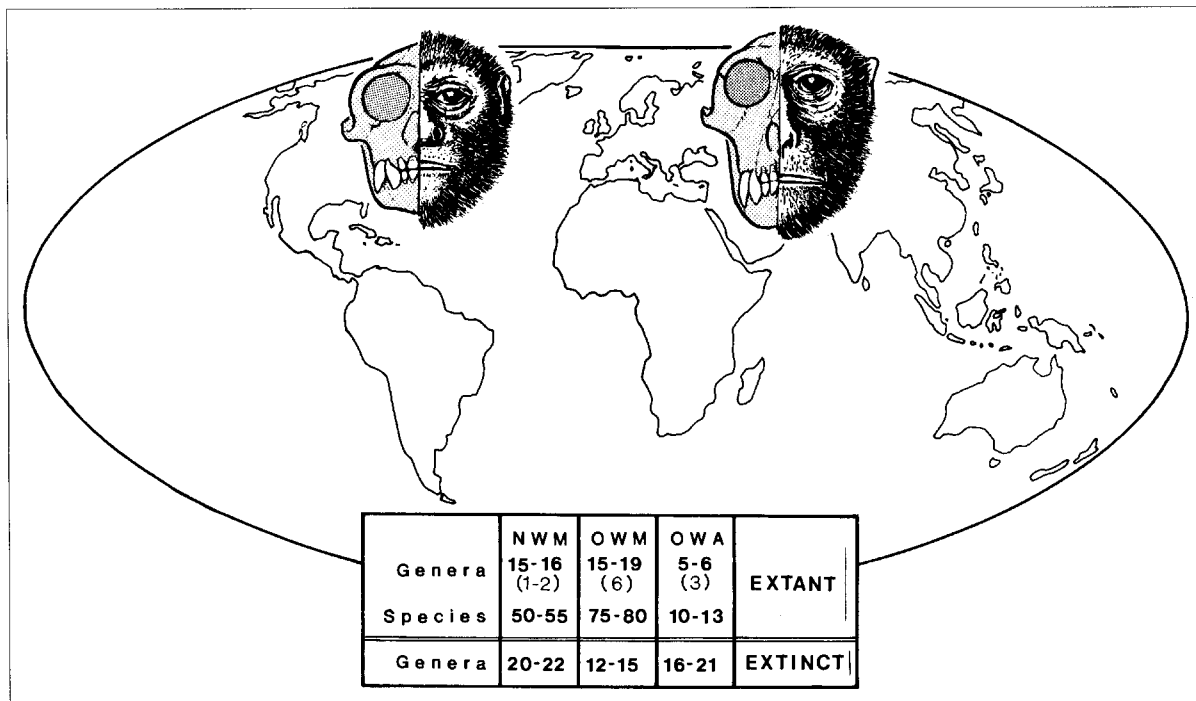 NWM OWM OWA
Genera 15-16 15-19 5-6 EXTANT
(1-2) (6) (3)
Species 50-55 75-80 10-13
Genera 20-22 12-15 16-21 EXTINCT